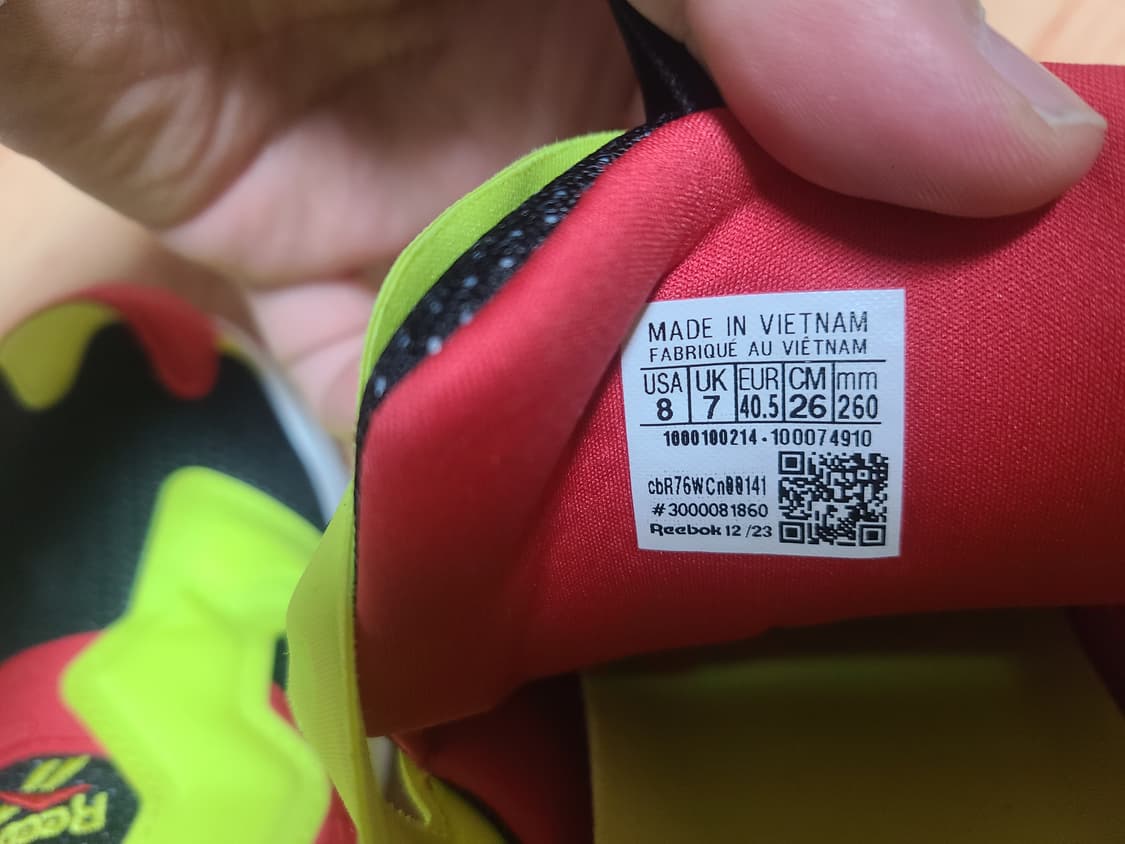 MADE IN VIETNAM
FABRIQUÉ AU VIÊTNAM
USA UK EUR CM mm
8 7 40.5 26 260
1000100214 - 100074910
cbR76WCn00141
#3000081860
Reebok 12 /23